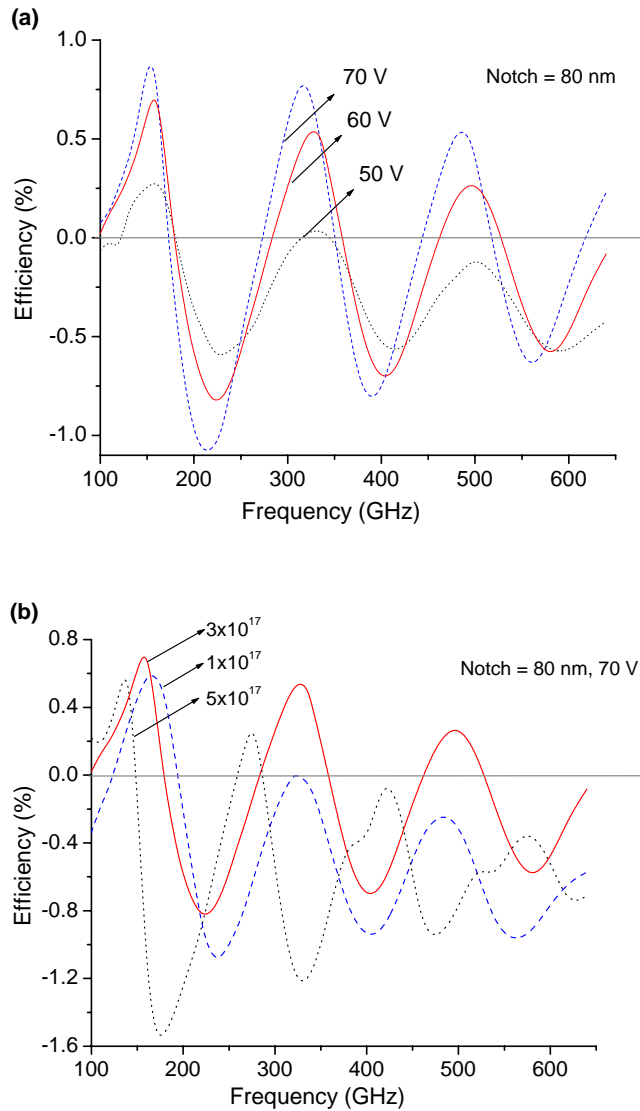 (a)
1.0
70 V
Notch = 80 nm
60 V
0.5
50 V
0.0
-0.5
-1.0
Efficiency (%)
100 200 300 400 500 600
Frequency (GHz)
(b)
0.8
3x10^17
1x10^17
Notch = 80 nm, 70 V
5x10^17
0.4
0.0
-0.4
-0.8
-1.2
-1.6
Efficiency (%)
100 200 300 400 500 600
Frequency (GHz)